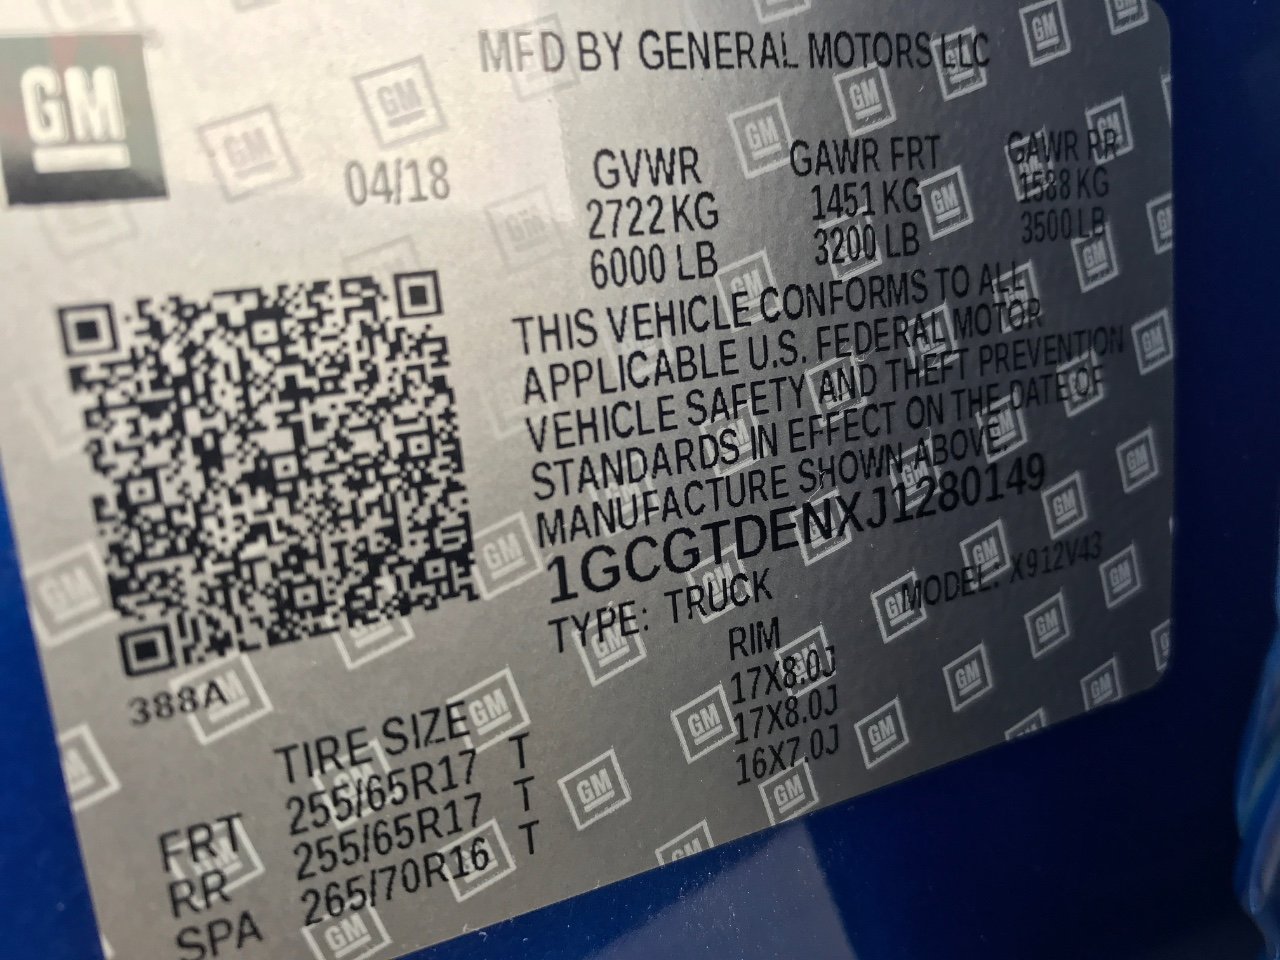 GM
MFD BY GENERAL MOTORS LLC
04/18
GVWR GAWR FRT GAWR RR
2722 KG 1451 KG 1588 KG
6000 LB 3200 LB 3500 LB
THIS VEHICLE CONFORMS TO ALL
APPLICABLE U.S. FEDERAL MOTOR
VEHICLE SAFETY AND THEFT PREVENTION
STANDARDS IN EFFECT ON THE DATE OF
MANUFACTURE SHOWN ABOVE.
1GCGTDENXJ1280149
TYPE: TRUCK MODEL: X912V43
388A
TIRE SIZE RIM
FRT 255/65R17 T 17X8.0J
RR 255/65R17 T 17X8.0J
SPA 265/70R16 T 16X7.0J